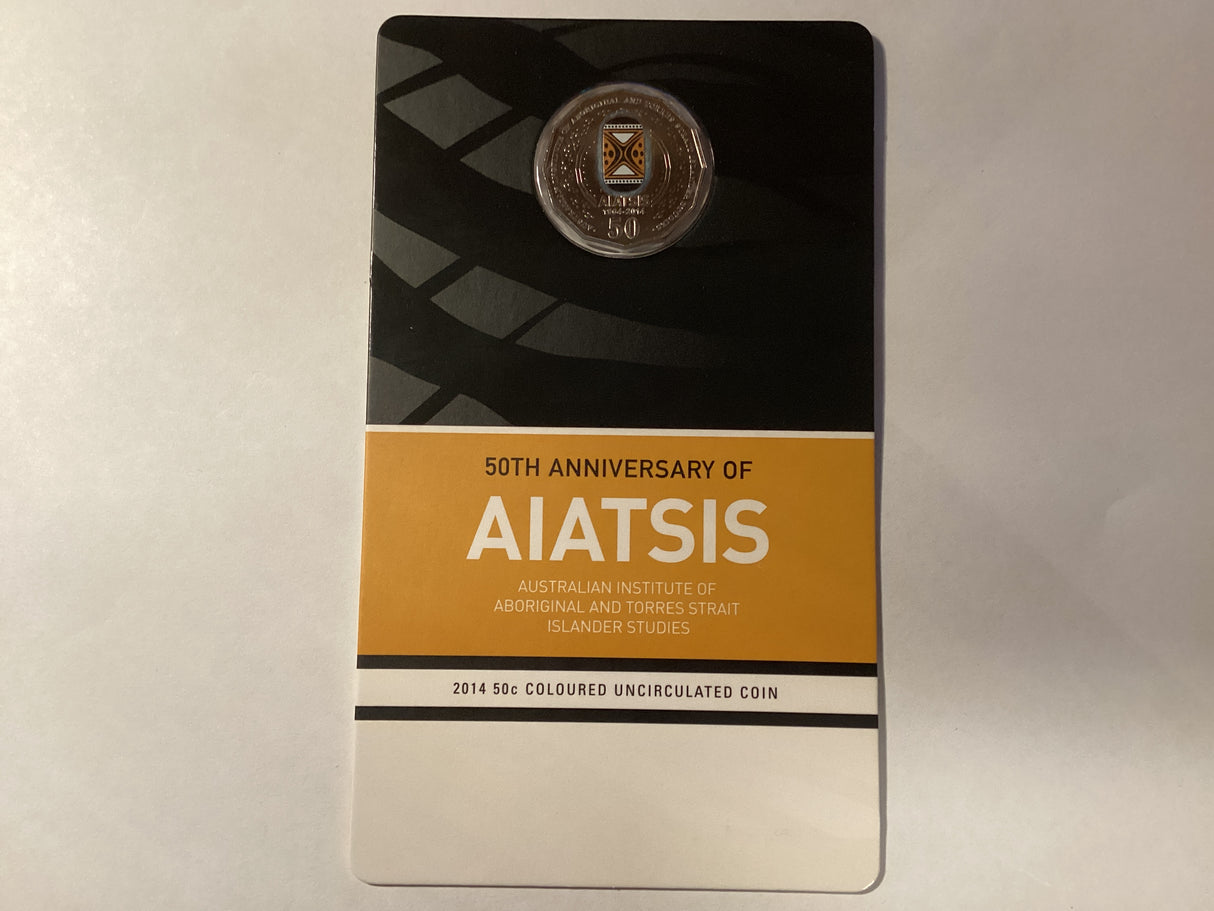 AIATSIS
1964-2014
50
50TH ANNIVERSARY OF
AIATSIS
AUSTRALIAN INSTITUTE OF
ABORIGINAL AND TORRES STRAIT
ISLANDER STUDIES
2014 50c COLOURED UNCIRCULATED COIN